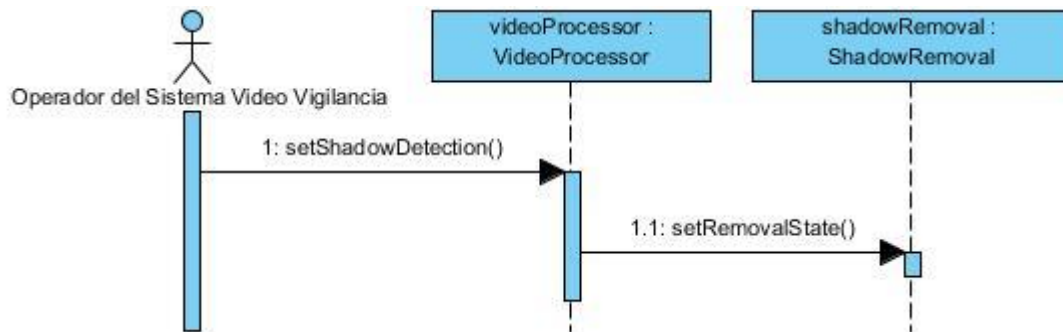 videoProcessor :
VideoProcessor
shadowRemoval :
ShadowRemoval
Operador del Sistema Video Vigilancia
1: setShadowDetection()
1.1: setRemovalState()